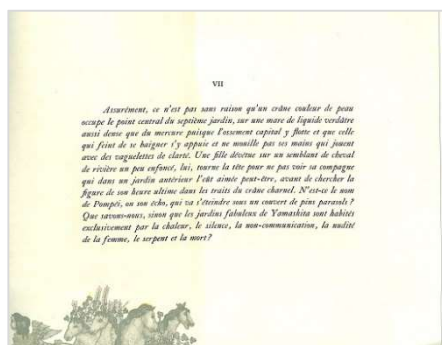 VII
Assurément, ce n'est pas sans raison qu'un crâne couleur de peau
occupe le point central du septième jardin, sur une mare de liquide verdâtre
aussi dense que du mercure puisque l'ossement capital y flotte et que celle
qui feint de se baigner s'y appuie et ne mouille pas ses mains qui jouent
avec des vaguelettes de clarté. Une fille dévêtue sur un semblant de cheval
de rivière un peu enfoncé, lui, tourne la tête pour ne pas voir sa compagne
qui dans un jardin antérieur l'eût aimée peut-être, avant de chercher la
figure de son heure ultime dans les traits du crâne charnel. N'est-ce le nom
de Pompéi, ou son écho, qui va s'éteindre sous un couvert de pins parasols ?
Que savons-nous, sinon que les jardins fabuleux de Yamaskita sont habités
exclusivement par la chaleur, le silence, la non-communication, la nudité
de la femme, le serpent et la mort ?